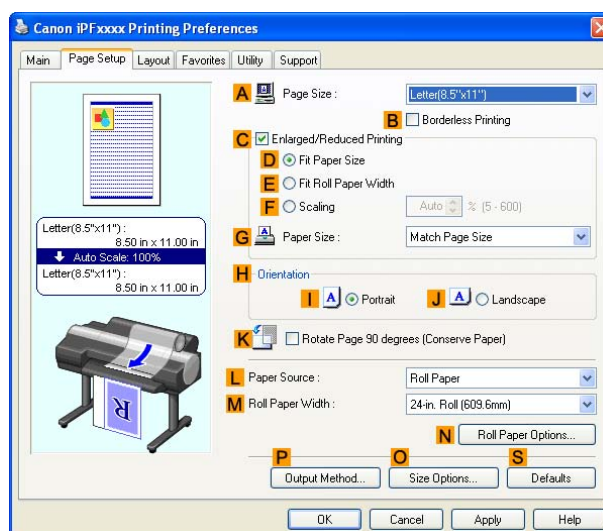 Canon iPFxxxx Printing Preferences
Main Page Setup Layout Favorites Utility Support
A Page Size : Letter(8.5"x11")
B Borderless Printing
C Enlarged/Reduced Printing
D Fit Paper Size
E Fit Roll Paper Width
F Scaling Auto % (5 - 600)
G Paper Size : Match Page Size
Letter(8.5"x11") :
8.50 in x 11.00 in
Auto Scale: 100%
Letter(8.5"x11") :
8.50 in x 11.00 in
H Orientation
I A Portrait J A Landscape
K Rotate Page 90 degrees (Conserve Paper)
L Paper Source : Roll Paper
M Roll Paper Width : 24-in. Roll (609.6mm)
N Roll Paper Options...
P O S
Output Method... Size Options... Defaults
R
OK Cancel Apply Help